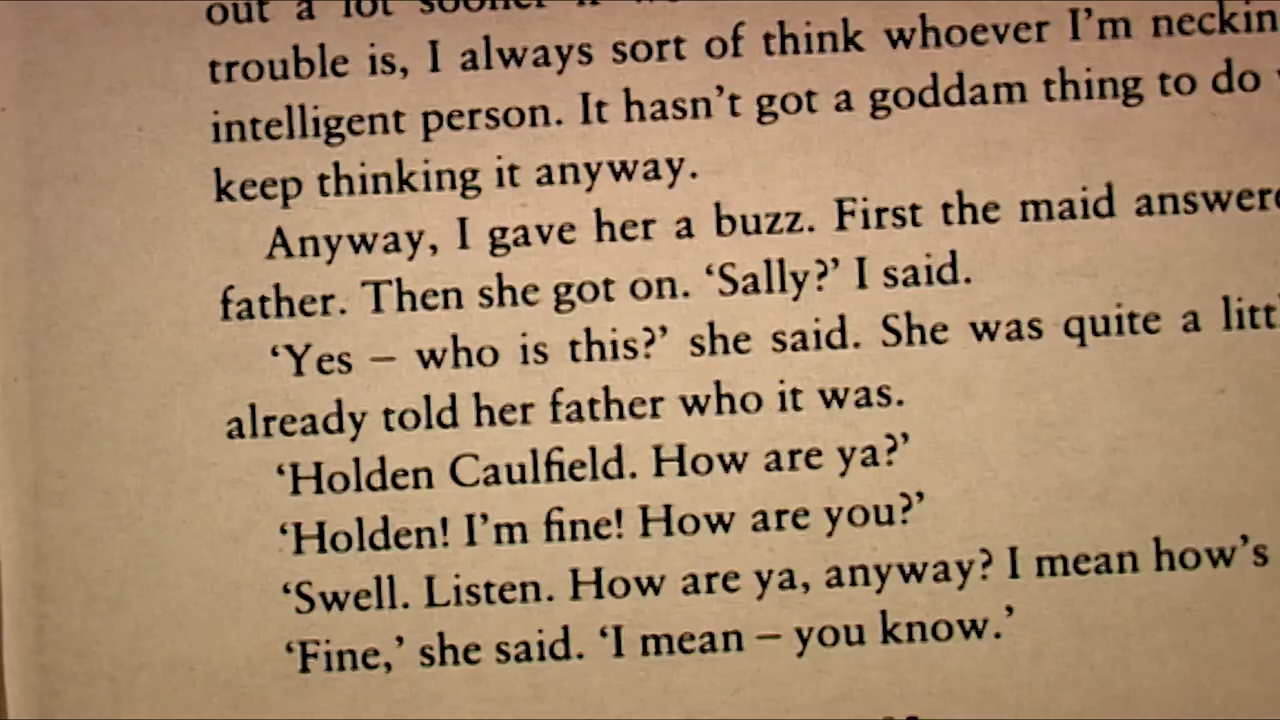 out a lot sooner
trouble is, I always sort of think whoever I'm
intelligent person. It hasn't got a goddam thing to do
keep thinking it anyway.
Anyway, I gave her a buzz. First the maid
father. Then she got on. ‘Sally?’ I said.
‘Yes – who is this?’ she said. She was quite a
already told her father who it was.
‘Holden Caulfield. How are ya?’
‘Holden! I'm fine! How are you?’
‘Swell. Listen. How are ya, anyway? I mean how's
‘Fine,’ she said. ‘I mean – you know.’